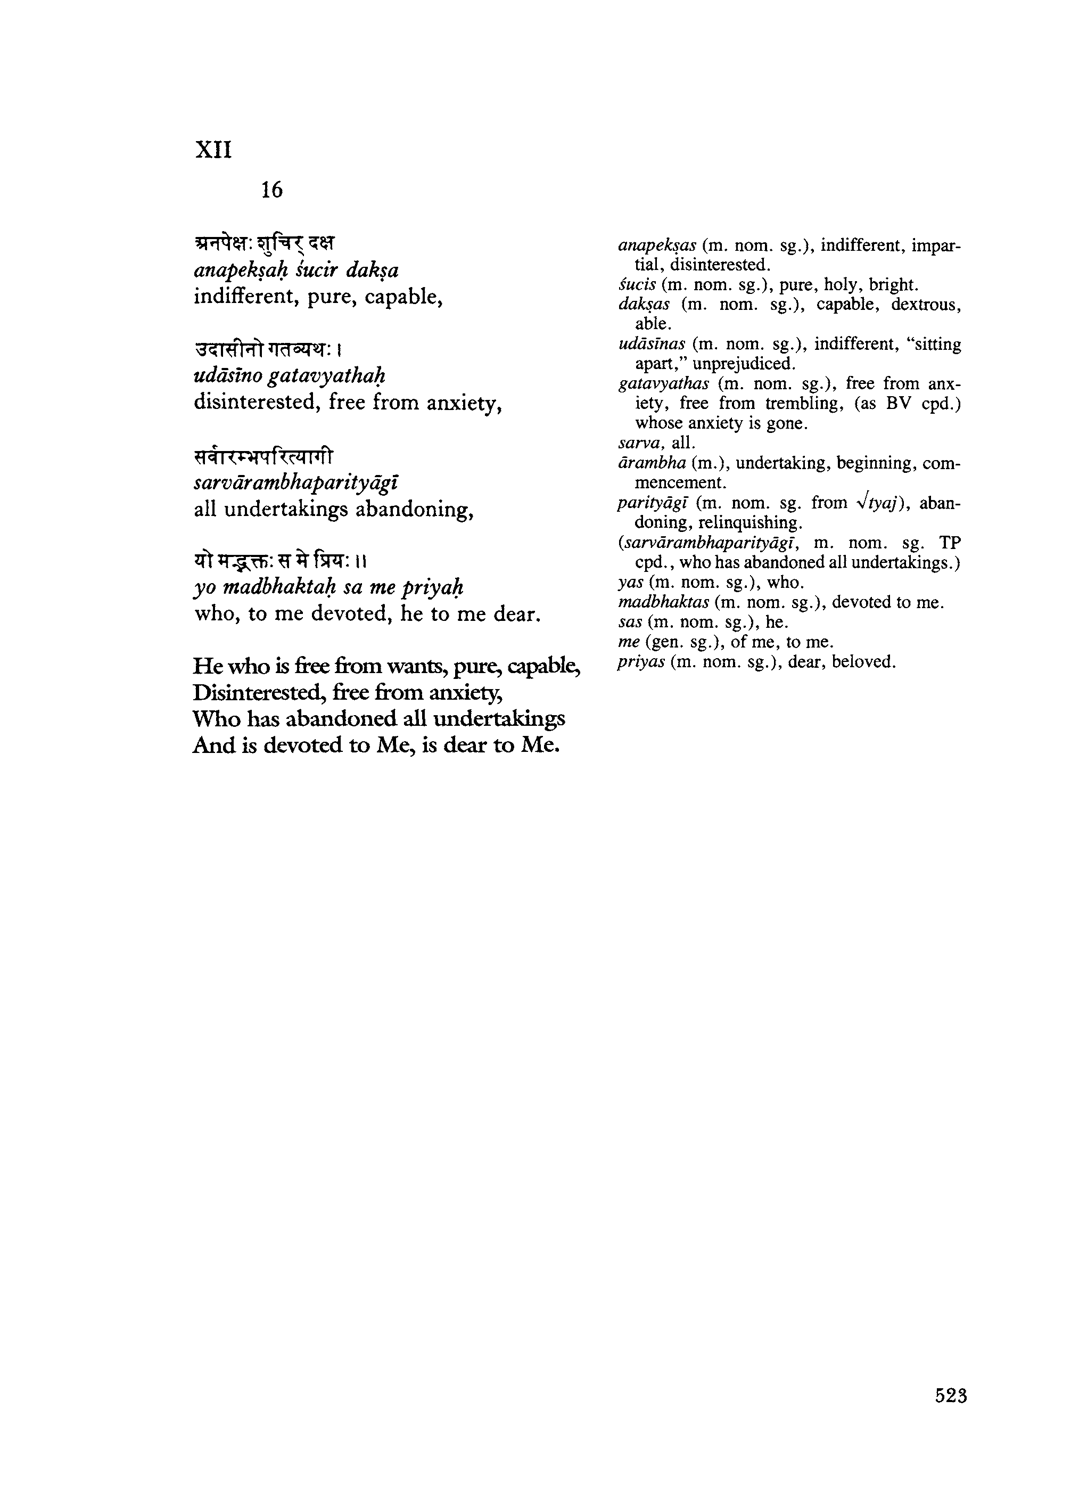 XII
16
अनपेक्षः शुचिर् दक्ष
anapekṣaḥ śucir dakṣa
indifferent, pure, capable,
उदासीनो गतव्यथः।
udāsīno gatavyathaḥ
disinterested, free from anxiety,
सर्वारम्भपरित्यागी
sarvārambhaparityāgī
all undertakings abandoning,
यो मद्भक्तः स मे प्रियः॥
yo madbhaktaḥ sa me priyaḥ
who, to me devoted, he to me dear.
He who is free from wants, pure, capable,
Disinterested, free from anxiety,
Who has abandoned all undertakings
And is devoted to Me, is dear to Me.
anapekṣas (m. nom. sg.), indifferent, impar-
tial, disinterested.
śucis (m. nom. sg.), pure, holy, bright.
dakṣas (m. nom. sg.), capable, dextrous,
able.
udāsīnas (m. nom. sg.), indifferent, “sitting
apart,” unprejudiced.
gatavyathas (m. nom. sg.), free from anx-
iety, free from trembling, (as BV cpd.)
whose anxiety is gone.
sarva, all.
ārambha (m.), undertaking, beginning, com-
mencement.
parityāgī (m. nom. sg. from √tyaj), aban-
doning, relinquishing.
(sarvārambhaparityāgī, m. nom. sg. TP
cpd., who has abandoned all undertakings.)
yas (m. nom. sg.), who.
madbhaktas (m. nom. sg.), devoted to me.
sas (m. nom. sg.), he.
me (gen. sg.), of me, to me.
priyas (m. nom. sg.), dear, beloved.
523